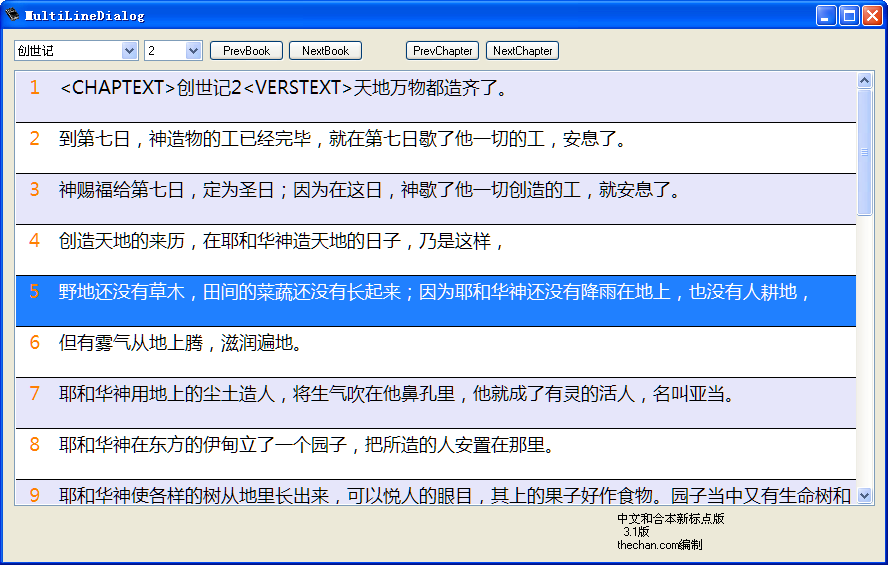 MultiLineDialog
创世记 2 PrevBook NextBook PrevChapter NextChapter
1 <CHAPTEXT>创世记2<VERSTEXT>天地万物都造齐了。
2 到第七日，神造物的工已经完毕，就在第七日歇了他一切的工，安息了。
3 神赐福给第七日，定为圣日；因为在这日，神歇了他一切创造的工，就安息了。
4 创造天地的来历，在耶和华神造天地的日子，乃是这样，
5 野地还没有草木，田间的菜蔬还没有长起来；因为耶和华神还没有降雨在地上，也没有人耕地，
6 但有雾气从地上腾，滋润遍地。
7 耶和华神用地上的尘土造人，将生气吹在他鼻孔里，他就成了有灵的活人，名叫亚当。
8 耶和华神在东方的伊甸立了一个园子，把所造的人安置在那里。
9 耶和华神使各样的树从地里长出来，可以悦人的眼目，其上的果子好作食物。园子当中又有生命树和
中文和合本新标点版
3.1版
thechan.com编制